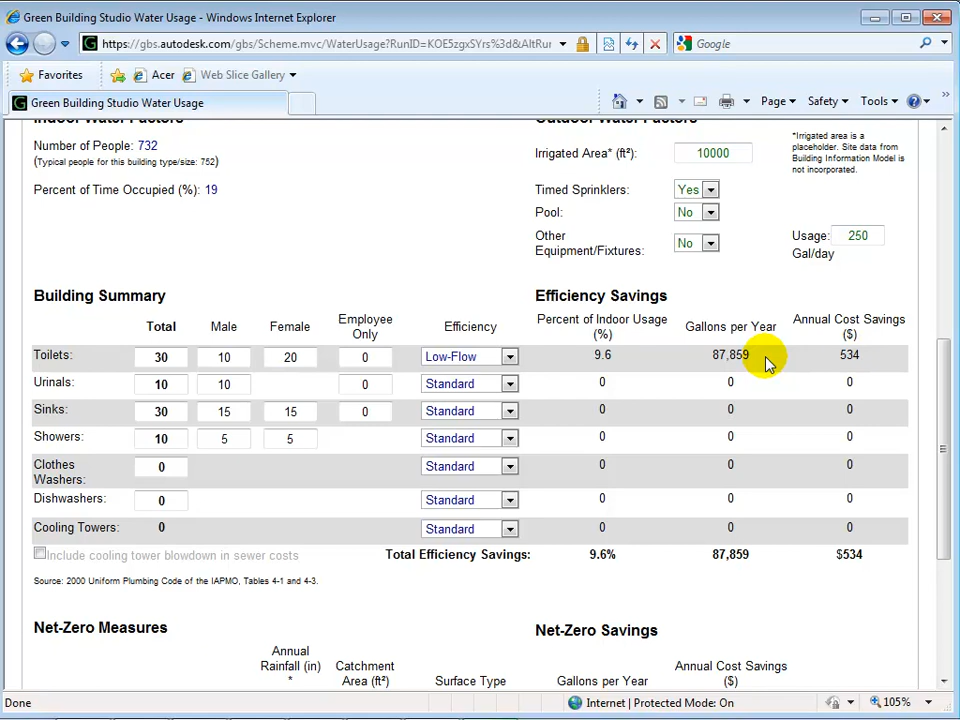 Green Building Studio Water Usage - Windows Internet Explorer
https://gbs.autodesk.com/gbs/Scheme.mvc/WaterUsage?RunID=KOE5zgxSYrs%3d&AltRur
Google
Favorites Acer Web Slice Gallery
Green Building Studio Water Usage
Page Safety Tools
Indoor Water Factors Outdoor Water Factors
Number of People: 732
(Typical people for this building type/size: 752)
Percent of Time Occupied (%): 19
Irrigated Area* (ft²): 10000
*Irrigated area is a
placeholder. Site data from
Building Information Model is
not incorporated.
Timed Sprinklers: Yes
Pool: No
Other
Equipment/Fixtures: No
Usage: 250
Gal/day
Building Summary Efficiency Savings
Total Male Female Employee
Only Efficiency Percent of Indoor Usage
(%) Gallons per Year Annual Cost Savings
($)
Toilets: 30 10 20 0 Low-Flow 9.6 87,859 534
Urinals: 10 10 0 Standard 0 0 0
Sinks: 30 15 15 0 Standard 0 0 0
Showers: 10 5 5 Standard 0 0 0
Clothes
Washers: 0 Standard 0 0 0
Dishwashers: 0 Standard 0 0 0
Cooling Towers: 0 Standard 0 0 0
Include cooling tower blowdown in sewer costs Total Efficiency Savings: 9.6% 87,859 $534
Source: 2000 Uniform Plumbing Code of the IAPMO, Tables 4-1 and 4-3.
Net-Zero Measures Net-Zero Savings
Annual
Rainfall (in)
*
Catchment
Area (ft²)
Surface Type Gallons per Year Annual Cost Savings
($)
Done Internet | Protected Mode: On 105%